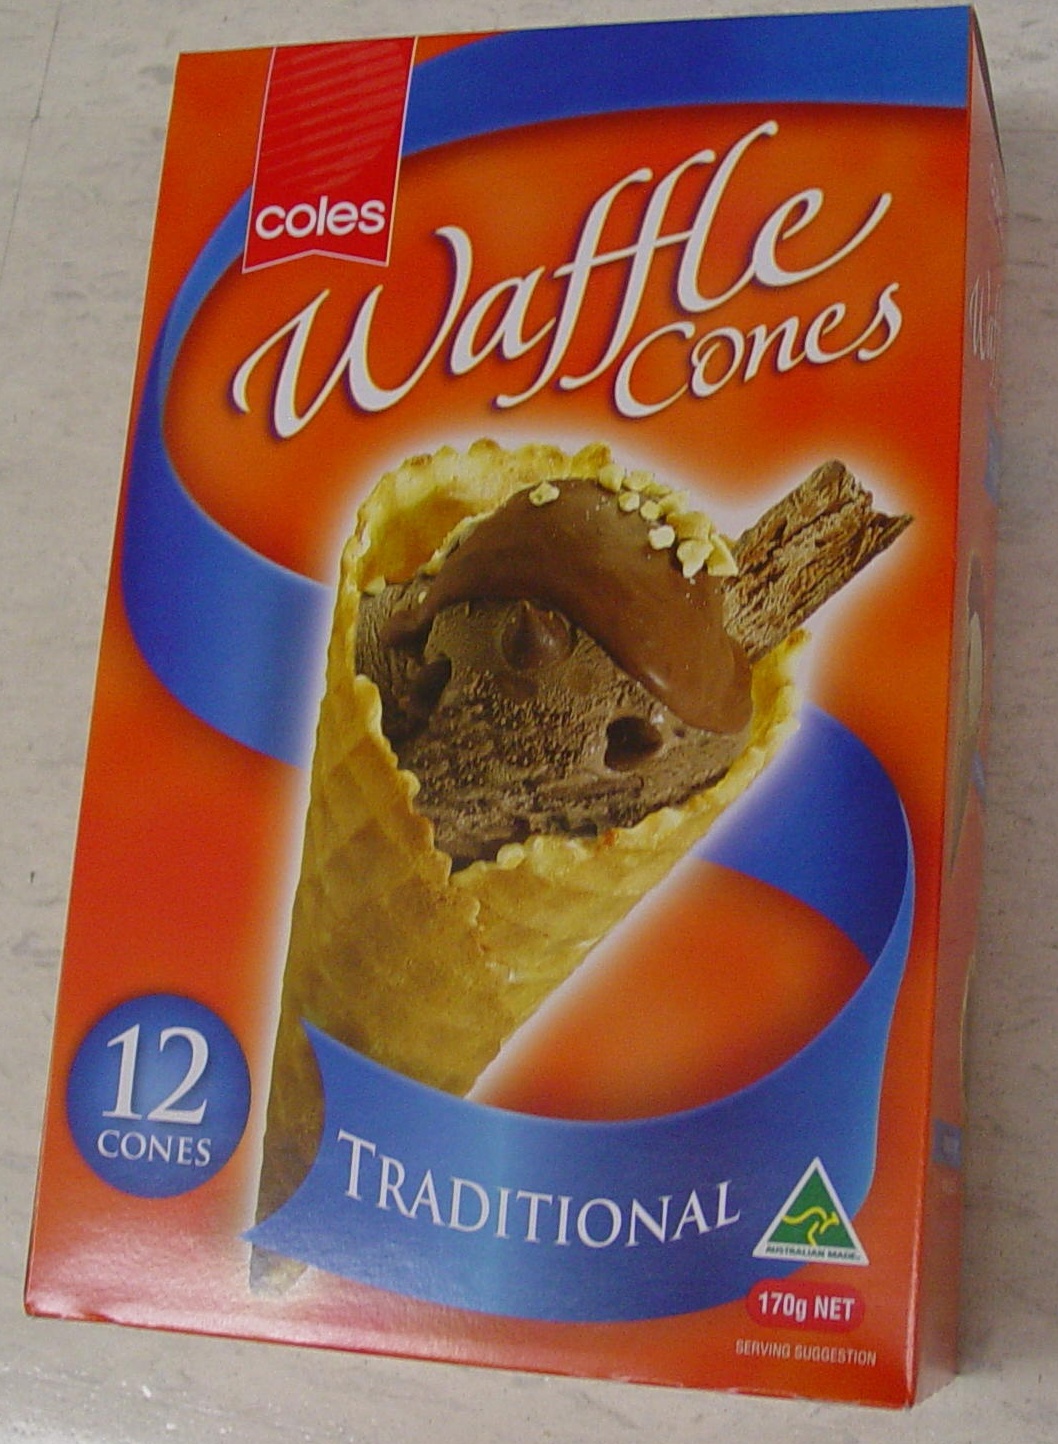 coles
Waffle
Cones
12
CONES
TRADITIONAL
AUSTRALIAN MADE
170g NET
SERVING SUGGESTION